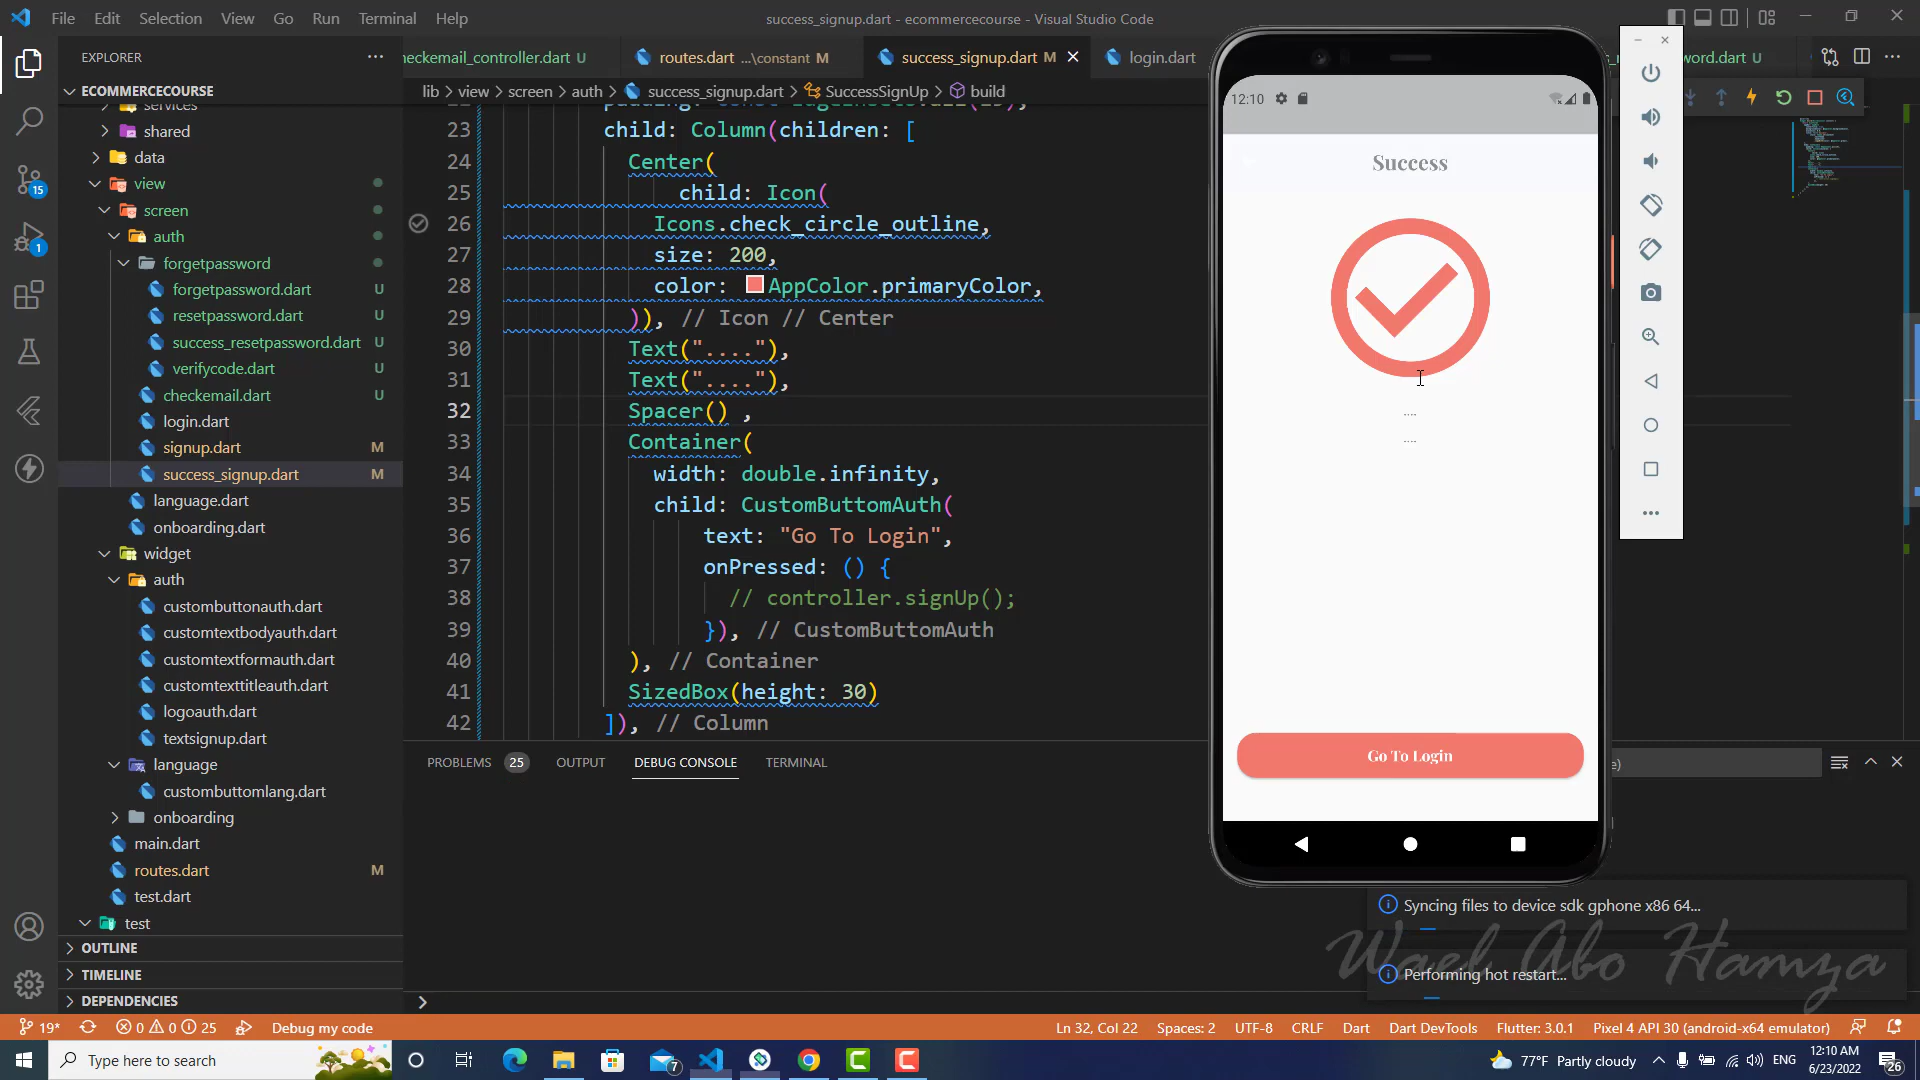 File Edit Selection View Go Run Terminal Help
success_signup.dart - ecommercecourse - Visual Studio Code
EXPLORER
ECOMMERCECOURSE
services
shared
data
view
screen
auth
forgetpassword
forgetpassword.dart U
resetpassword.dart U
success_resetpassword.dart U
verifycode.dart U
checkemail.dart U
login.dart
signup.dart M
success_signup.dart M
language.dart
onboarding.dart
widget
auth
custombuttonauth.dart
customtextbodyauth.dart
customtextformauth.dart
customtexttitleauth.dart
logoauth.dart
textsignup.dart
language
custombuttomlang.dart
onboarding
main.dart
routes.dart M
test.dart
test
OUTLINE
TIMELINE
DEPENDENCIES
15
1
heckemail_controller.dart U
routes.dart ...\constant M
success_signup.dart M
login.dart
word.dart U
lib > view > screen > auth > success_signup.dart > SuccessSignUp > build
23 child: Column(children: [
24 Center(
25 child: Icon(
26 Icons.check_circle_outline,
27 size: 200,
28 color: AppColor.primaryColor,
29 )), // Icon // Center
30 Text("...."),
31 Text("...."),
32 Spacer() ,
33 Container(
34 width: double.infinity,
35 child: CustomButtomAuth(
36 text: "Go To Login",
37 onPressed: () {
38 // controller.signUp();
39 }), // CustomButtomAuth
40 ), // Container
41 SizedBox(height: 30)
42 ]), // Column
PROBLEMS 25 OUTPUT DEBUG CONSOLE TERMINAL
12:10
Success
....
....
Go To Login
Syncing files to device sdk gphone x86 64...
Performing hot restart...
Wael Abo Hamza
19* 0 0 25 Debug my code
Ln 32, Col 22 Spaces: 2 UTF-8 CRLF Dart Dart DevTools Flutter: 3.0.1 Pixel 4 API 30 (android-x64 emulator)
Type here to search
7
77°F Partly cloudy ENG
12:10 AM
6/23/2022
26